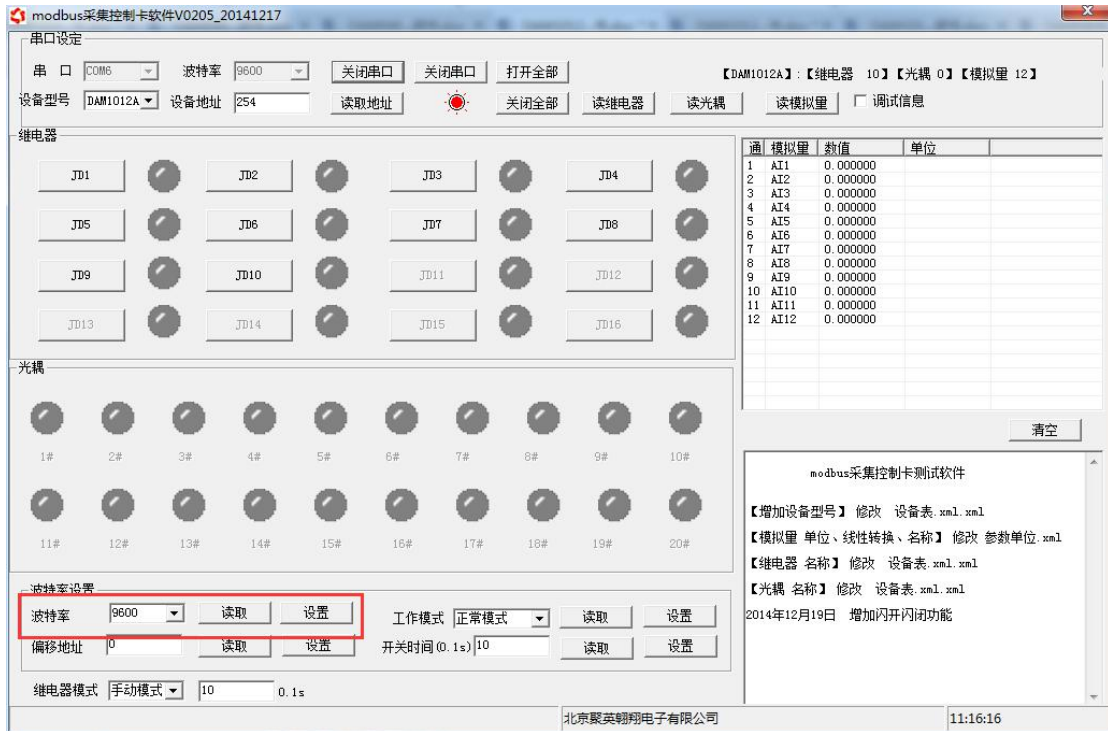 modbus采集控制卡软件V0205_20141217
串口设定
串 口 COM6 波特率 9600 关闭串口 关闭串口 打开全部 【DAM1012A】:【继电器 10】【光耦 0】【模拟量 12】
设备型号 DAM1012A 设备地址 254 读取地址 关闭全部 读继电器 读光耦 读模拟量 调试信息
继电器
JD1 JD2 JD3 JD4
JD5 JD6 JD7 JD8
JD9 JD10 JD11 JD12
JD13 JD14 JD15 JD16
通 模拟量 数值 单位
1 AI1 0.000000
2 AI2 0.000000
3 AI3 0.000000
4 AI4 0.000000
5 AI5 0.000000
6 AI6 0.000000
7 AI7 0.000000
8 AI8 0.000000
9 AI9 0.000000
10 AI10 0.000000
11 AI11 0.000000
12 AI12 0.000000
清空
光耦
1# 2# 3# 4# 5# 6# 7# 8# 9# 10#
11# 12# 13# 14# 15# 16# 17# 18# 19# 20#
modbus采集控制卡测试软件
【增加设备型号】 修改 设备表.xml.xml
【模拟量 单位、线性转换、名称】 修改 参数单位.xml
【继电器 名称】 修改 设备表.xml.xml
【光耦 名称】 修改 设备表.xml.xml
2014年12月19日 增加闪开闪闭功能
波特率设置
波特率 9600 读取 设置 工作模式 正常模式 读取 设置
偏移地址 0 读取 设置 开关时间(0.1s) 10 读取 设置
继电器模式 手动模式 10 0.1s
北京聚英翱翔电子有限公司 11:16:16